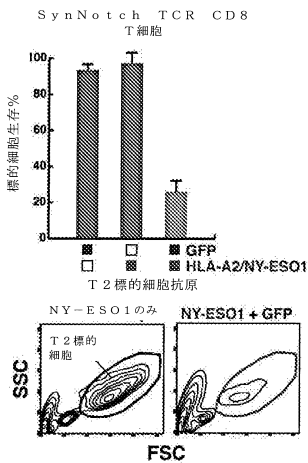 ＳｙｎＮｏｔｃｈ　ＴＣＲ　ＣＤ８
Ｔ細胞
標的細胞生存%
100
80
60
40
20
0
GFP
HLA-A2/NY-ESO1
Ｔ２標的細胞抗原
ＮＹ－ＥＳＯ１のみ
NY-ESO1 + GFP
Ｔ２標的
細胞
SSC
FSC